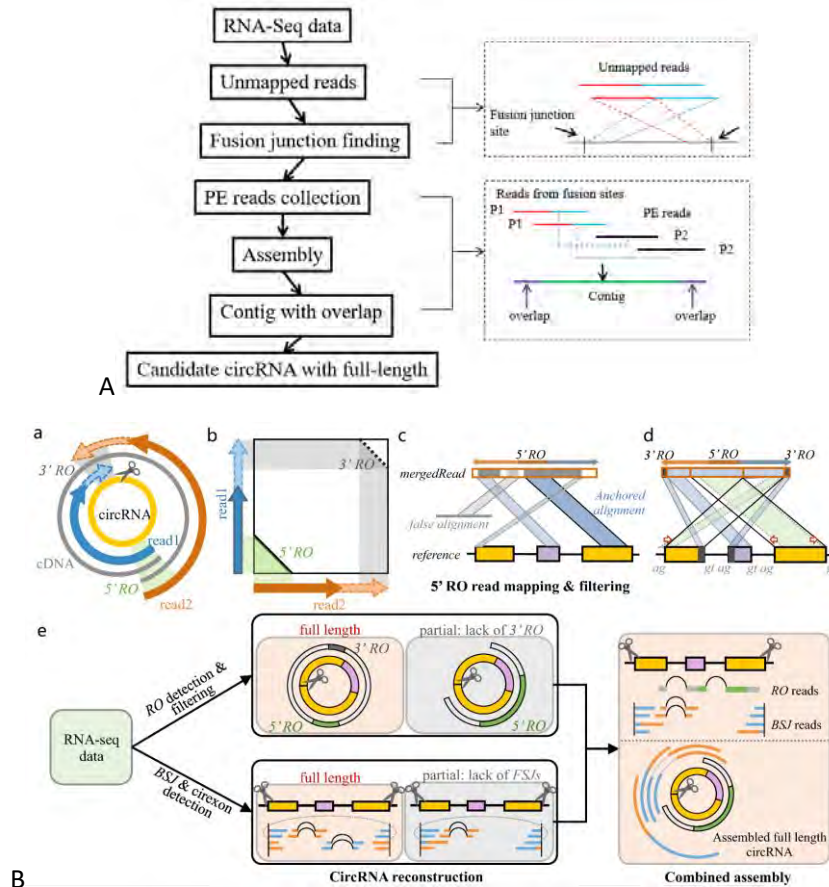 RNA-Seq data
Unmapped reads
Fusion junction finding
PE reads collection
Assembly
Contig with overlap
Candidate circRNA with full-length
Unmapped reads
Fusion junction
site
Reads from fusion sites
P1
PE reads
P1
P2
P2
Contig
overlap
overlap
A
a
3' RO
circRNA
read1
cDNA
5' RO
read2
b
3' RO
read1
5' RO
read2
c
5' RO
mergedRead
Anchored
alignment
false alignment
reference
d
3' RO
5' RO
3' RO
ag
gt
ag
gt
ag
5' RO read mapping & filtering
e
RNA-seq
data
RO detection &
filtering
BSJ & cirexon
detection
full length
3' RO
5' RO
partial: lack of 3' RO
5' RO
full length
partial: lack of FSJs
CircRNA reconstruction
RO
reads
BSJ reads
Assembled full length
circRNA
Combined assembly
B